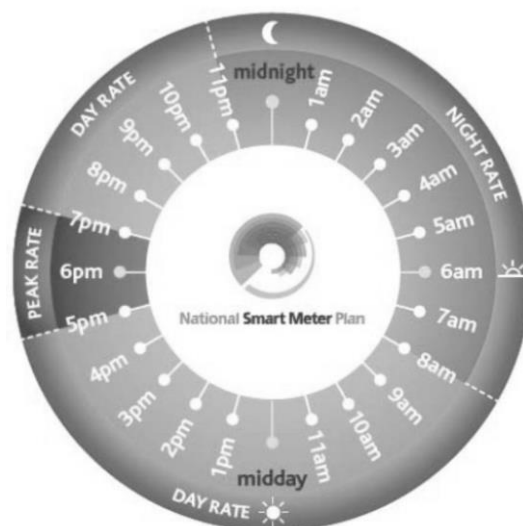 midnight
1am
2am
3am
4am
5am
6am
7am
8am
9am
10am
11am
midday
1pm
2pm
3pm
4pm
5pm
6pm
7pm
8pm
9pm
10pm
11pm
NIGHT RATE
DAY RATE
PEAK RATE
DAY RATE
National Smart Meter Plan